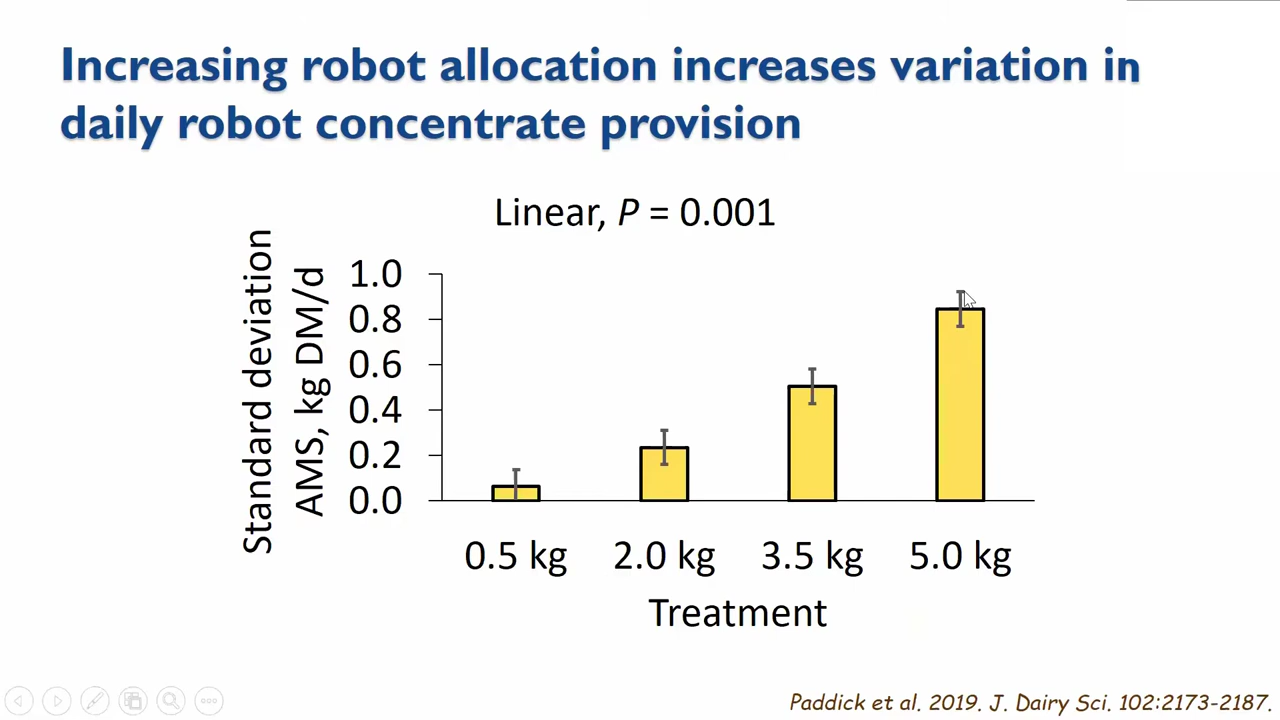 Increasing robot allocation increases variation in
daily robot concentrate provision
Linear, P = 0.001
Standard deviation
AMS, kg DM/d
1.0
0.8
0.6
0.4
0.2
0.0
0.5 kg 2.0 kg 3.5 kg 5.0 kg
Treatment
Paddick et al. 2019. J. Dairy Sci. 102:2173-2187.